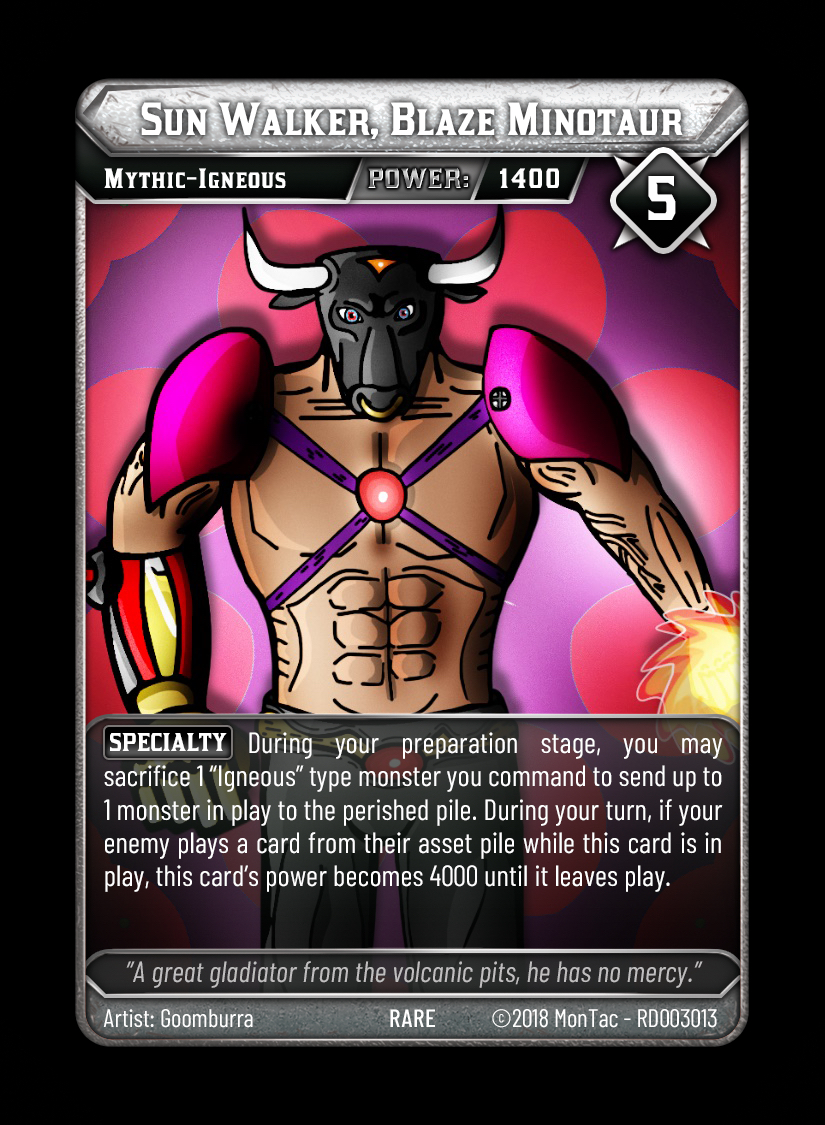 Sun Walker, Blaze Minotaur
Mythic-Igneous POWER: 1400
5
SPECIALTY During your preparation stage, you may
sacrifice 1 “Igneous” type monster you command to send up to
1 monster in play to the perished pile. During your turn, if your
enemy plays a card from their asset pile while this card is in
play, this card’s power becomes 4000 until it leaves play.
“A great gladiator from the volcanic pits, he has no mercy.”
Artist: Goomburra RARE ©2018 MonTac - RD003013